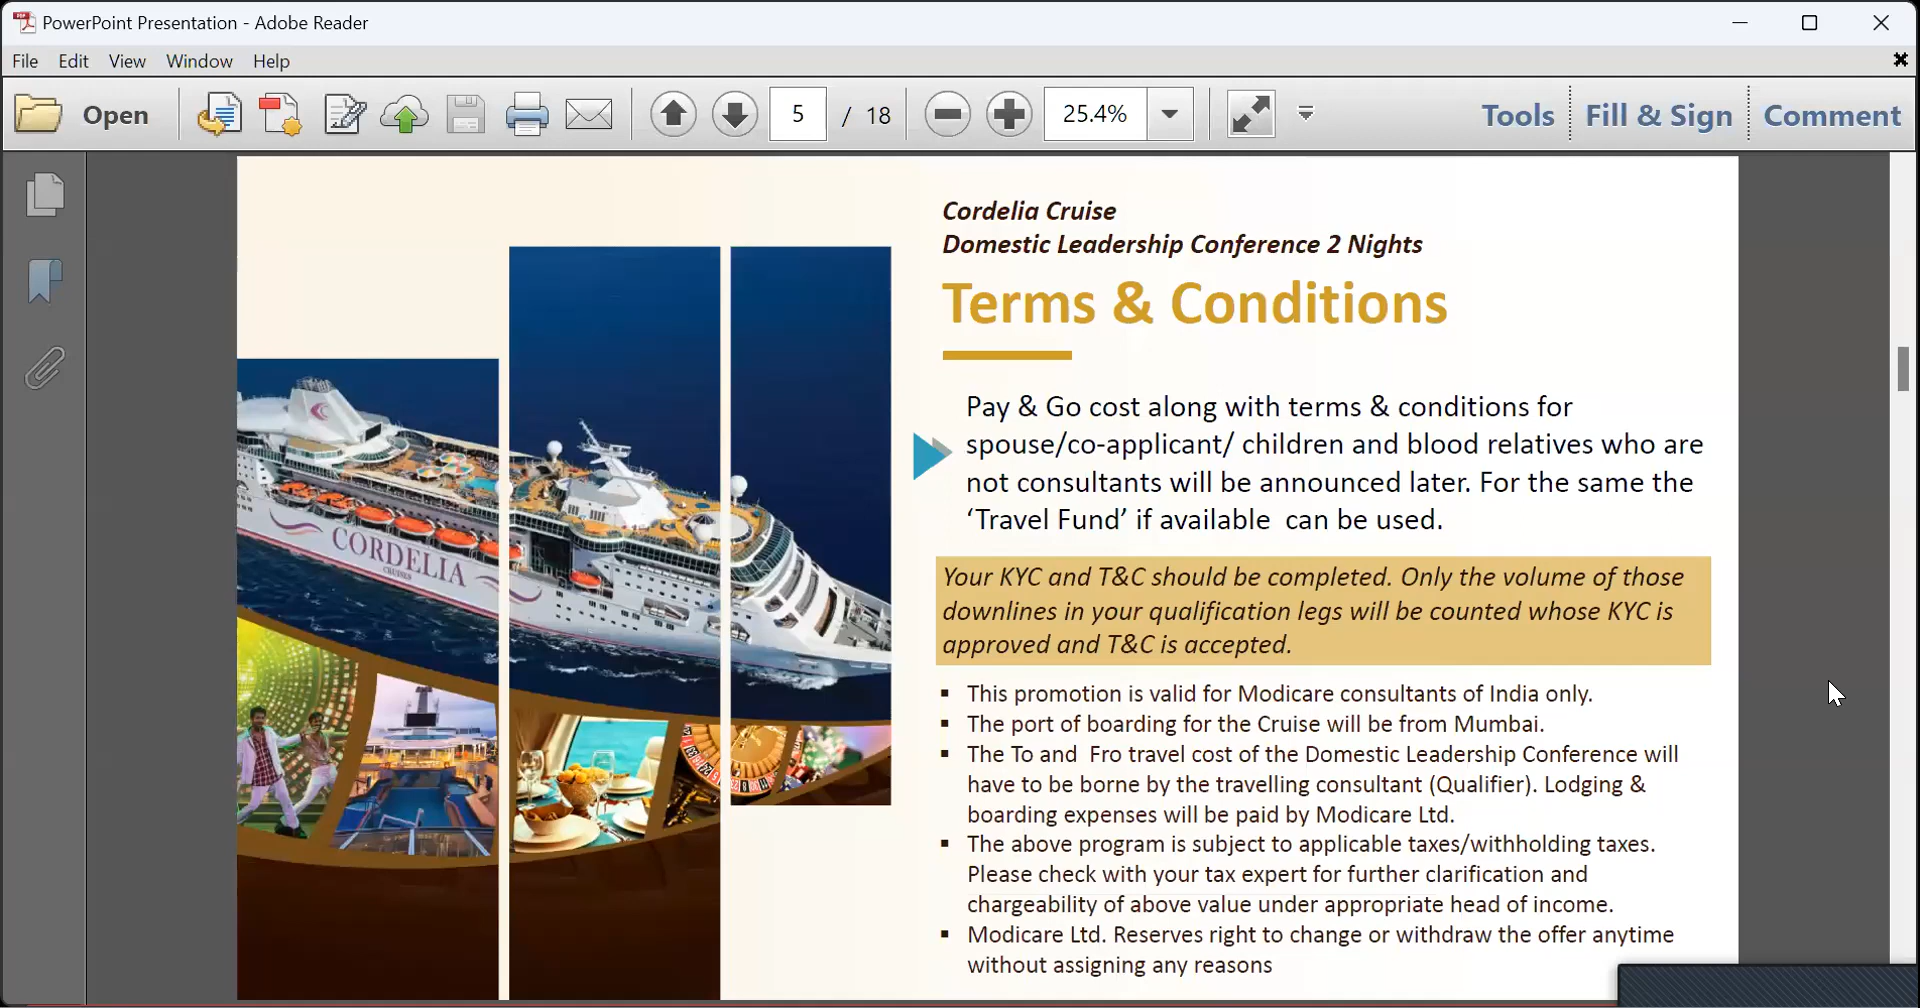 PowerPoint Presentation - Adobe Reader
File Edit View Window Help
Open 5 / 18 25.4% Tools Fill & Sign Comment
Cordelia Cruise
Domestic Leadership Conference 2 Nights
Terms & Conditions
Pay & Go cost along with terms & conditions for
spouse/co-applicant/ children and blood relatives who are
not consultants will be announced later. For the same the
‘Travel Fund’ if available can be used.
Your KYC and T&C should be completed. Only the volume of those
downlines in your qualification legs will be counted whose KYC is
approved and T&C is accepted.
▪ This promotion is valid for Modicare consultants of India only.
▪ The port of boarding for the Cruise will be from Mumbai.
▪ The To and Fro travel cost of the Domestic Leadership Conference will
have to be borne by the travelling consultant (Qualifier). Lodging &
boarding expenses will be paid by Modicare Ltd.
▪ The above program is subject to applicable taxes/withholding taxes.
Please check with your tax expert for further clarification and
chargeability of above value under appropriate head of income.
▪ Modicare Ltd. Reserves right to change or withdraw the offer anytime
without assigning any reasons
CORDELIA
CRUISES